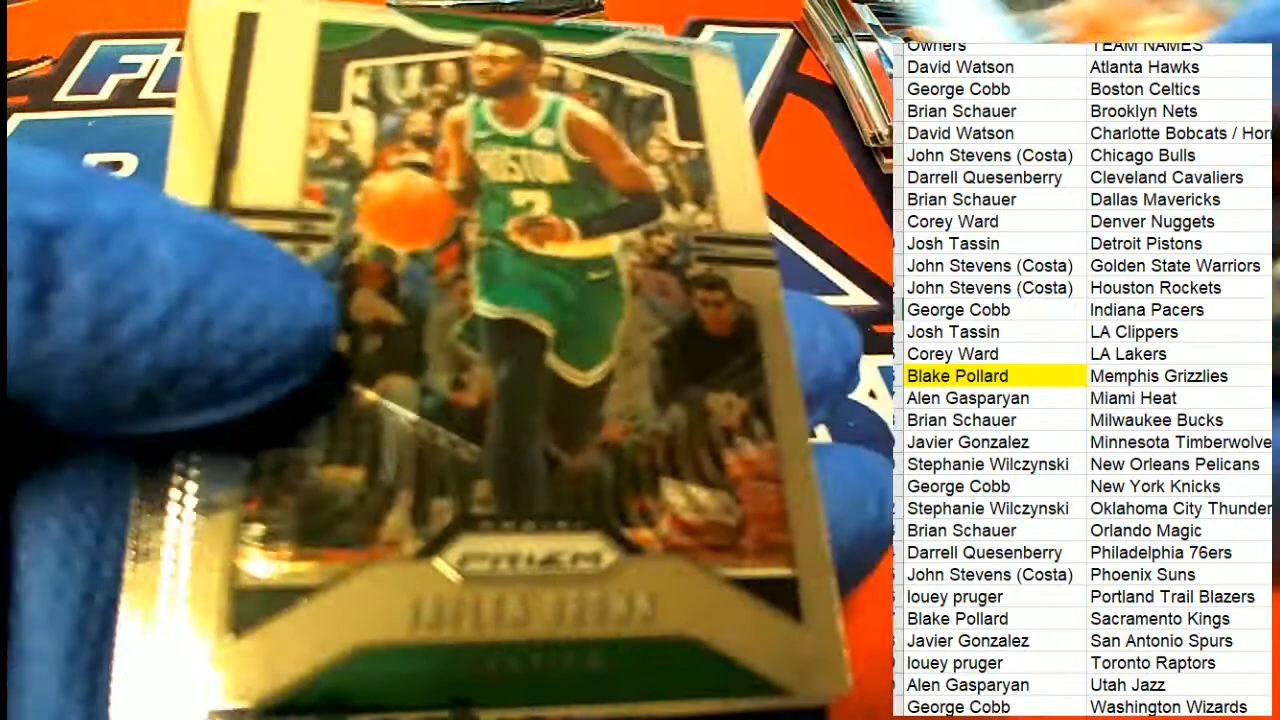 BOSTON
7
PANINI
PRIZM
JAYLEN BROWN
CELTICS
Owners TEAM NAMES
David Watson Atlanta Hawks
George Cobb Boston Celtics
Brian Schauer Brooklyn Nets
David Watson Charlotte Bobcats / Horn
John Stevens (Costa) Chicago Bulls
Darrell Quesenberry Cleveland Cavaliers
Brian Schauer Dallas Mavericks
Corey Ward Denver Nuggets
Josh Tassin Detroit Pistons
John Stevens (Costa) Golden State Warriors
John Stevens (Costa) Houston Rockets
George Cobb Indiana Pacers
Josh Tassin LA Clippers
Corey Ward LA Lakers
Blake Pollard Memphis Grizzlies
Alen Gasparyan Miami Heat
Brian Schauer Milwaukee Bucks
Javier Gonzalez Minnesota Timberwolve
Stephanie Wilczynski New Orleans Pelicans
George Cobb New York Knicks
Stephanie Wilczynski Oklahoma City Thunder
Brian Schauer Orlando Magic
Darrell Quesenberry Philadelphia 76ers
John Stevens (Costa) Phoenix Suns
louey pruger Portland Trail Blazers
Blake Pollard Sacramento Kings
Javier Gonzalez San Antonio Spurs
louey pruger Toronto Raptors
Alen Gasparyan Utah Jazz
George Cobb Washington Wizards